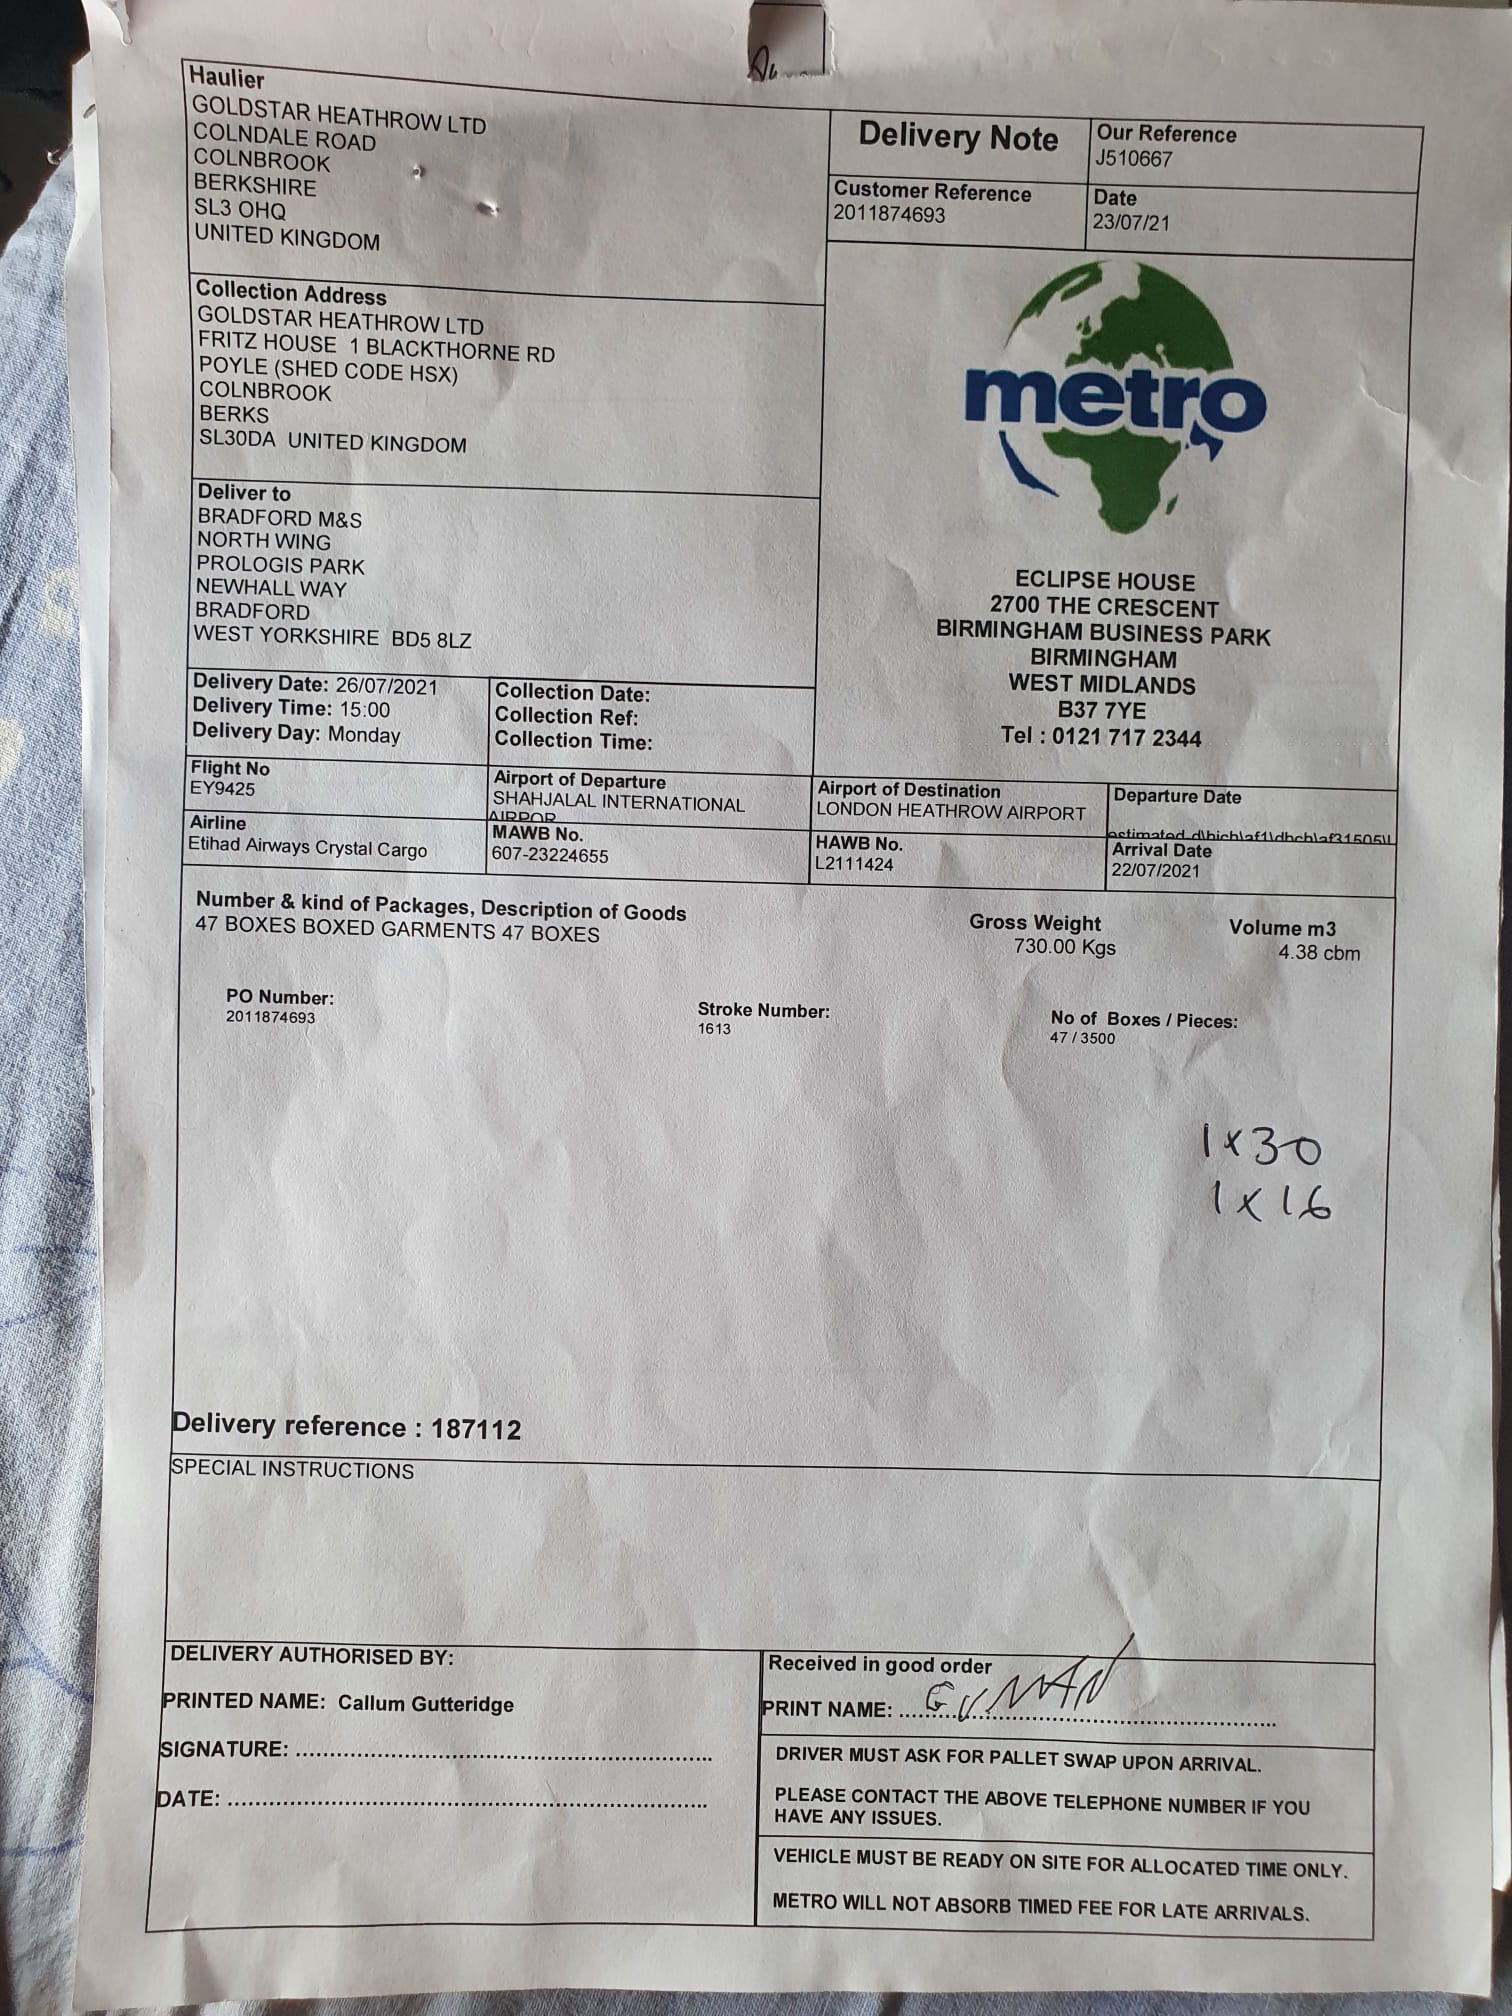 Haulier
GOLDSTAR HEATHROW LTD
COLNDALE ROAD
COLNBROOK
BERKSHIRE
SL3 OHQ
UNITED KINGDOM
Delivery Note
Our Reference
J510667
Customer Reference
2011874693
Date
23/07/21
Collection Address
GOLDSTAR HEATHROW LTD
FRITZ HOUSE 1 BLACKTHORNE RD
POYLE (SHED CODE HSX)
COLNBROOK
BERKS
SL30DA UNITED KINGDOM
metro
ECLIPSE HOUSE
2700 THE CRESCENT
BIRMINGHAM BUSINESS PARK
BIRMINGHAM
WEST MIDLANDS
B37 7YE
Tel : 0121 717 2344
Deliver to
BRADFORD M&S
NORTH WING
PROLOGIS PARK
NEWHALL WAY
BRADFORD
WEST YORKSHIRE BD5 8LZ
Delivery Date: 26/07/2021
Delivery Time: 15:00
Delivery Day: Monday
Collection Date:
Collection Ref:
Collection Time:
Flight No
EY9425
Airport of Departure
SHAHJALAL INTERNATIONAL
AIRPOR
Airport of Destination
LONDON HEATHROW AIRPORT
Departure Date
Airline
Etihad Airways Crystal Cargo
MAWB No.
607-23224655
HAWB No.
L2111424
Arrival Date
22/07/2021
Number & kind of Packages, Description of Goods
47 BOXES BOXED GARMENTS 47 BOXES
Gross Weight
730.00 Kgs
Volume m3
4.38 cbm
PO Number:
2011874693
Stroke Number:
1613
No of Boxes / Pieces:
47 / 3500
1x30
1x16
Delivery reference : 187112
SPECIAL INSTRUCTIONS
DELIVERY AUTHORISED BY:
PRINTED NAME: Callum Gutteridge
SIGNATURE: ................................................
DATE: ................................................
Received in good order
PRINT NAME: ................................................
DRIVER MUST ASK FOR PALLET SWAP UPON ARRIVAL.
PLEASE CONTACT THE ABOVE TELEPHONE NUMBER IF YOU
HAVE ANY ISSUES.
VEHICLE MUST BE READY ON SITE FOR ALLOCATED TIME ONLY.
METRO WILL NOT ABSORB TIMED FEE FOR LATE ARRIVALS.